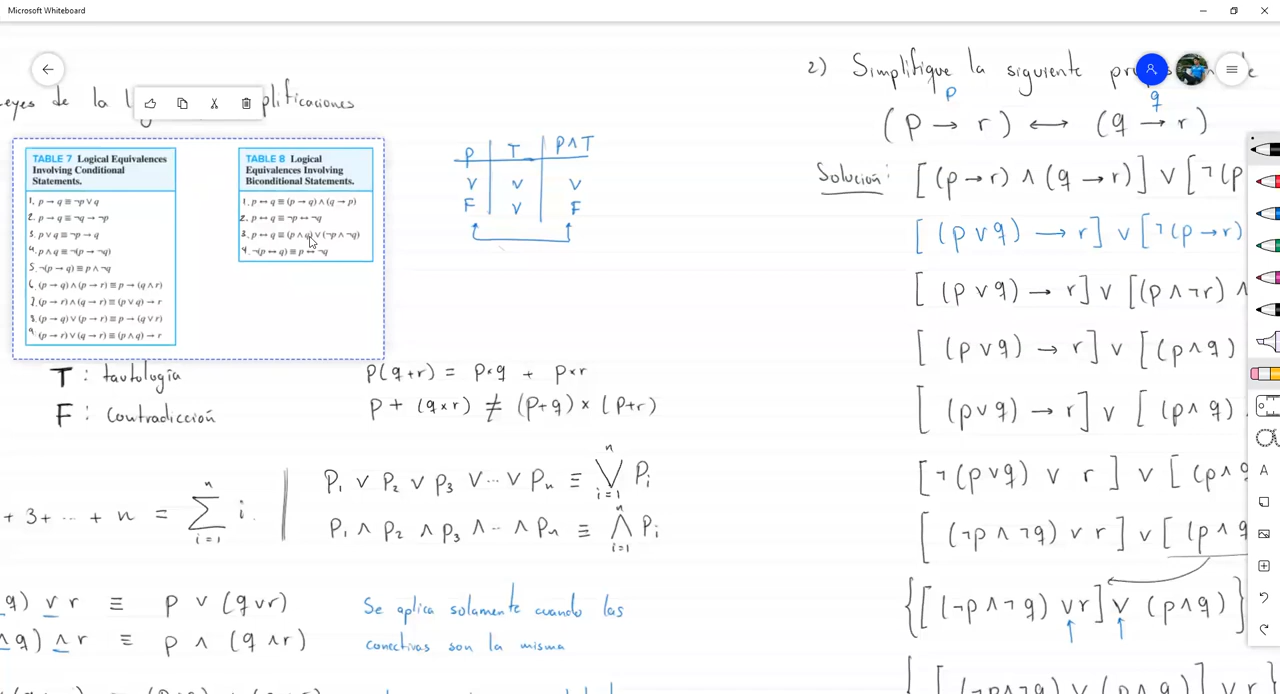 Microsoft Whiteboard
eyes de la
plificaciones
TABLE 7 Logical Equivalences
Involving Conditional
Statements.
1. p → q ≡ ¬p ∨ q
2. p → q ≡ ¬q → ¬p
3. p ∨ q ≡ ¬p → q
4. p ∧ q ≡ ¬(p → ¬q)
5. ¬(p → q) ≡ p ∧ ¬q
6. (p → q) ∧ (p → r) ≡ p → (q ∧ r)
7. (p → r) ∧ (q → r) ≡ (p ∨ q) → r
8. (p → q) ∨ (p → r) ≡ p → (q ∨ r)
9. (p → r) ∨ (q → r) ≡ (p ∧ q) → r
TABLE 8 Logical
Equivalences Involving
Biconditional Statements.
1. p ↔ q ≡ (p → q) ∧ (q → p)
2. p ↔ q ≡ ¬p ↔ ¬q
3. p ↔ q ≡ (p ∧ q) ∨ (¬p ∧ ¬q)
4. ¬(p ↔ q) ≡ p ↔ ¬q
P T P∧T
V V V
F V F
T : tautología
F : Contradicción
p(q+r) = p×q + p×r
p + (q×r) ≠ (p+q) × (p+r)
+ 3 + ··· + n = ∑ i.
n
i=1
P₁ ∨ P₂ ∨ P₃ ∨ ··· ∨ Pₙ ≡ ⋁ Pᵢ
n
i=1
P₁ ∧ P₂ ∧ P₃ ∧ ·· ∧ Pₙ ≡ ⋀ Pᵢ
i=1
q) ∨ r ≡ p ∨ (q∨r)
∧q) ∧ r ≡ p ∧ (q ∧r)
Se aplica solamente cuando las
conectivas son la misma
2) Simplifique la siguiente
p q
(p → r) ⟷ (q → r)
Solución: [(p→r) ∧ (q → r)] ∨ [¬(p
[ (p ∨ q) → r] ∨ [¬(p → r)
[ (p ∨ q) → r] ∨ [(p ∧ ¬r) ∧
[ (p ∨ q) → r] ∨ [(p ∧ q)
[ (p ∨ q) → r] ∨ [ (p ∧ q)
[¬(p ∨ q) ∨ r ] ∨ [(p ∧ q
[ (¬p ∧ ¬q) ∨ r ] ∨ [ (p ∧ q
{[ (¬p ∧ ¬q) ∨ r] ∨ (p ∧ q)}